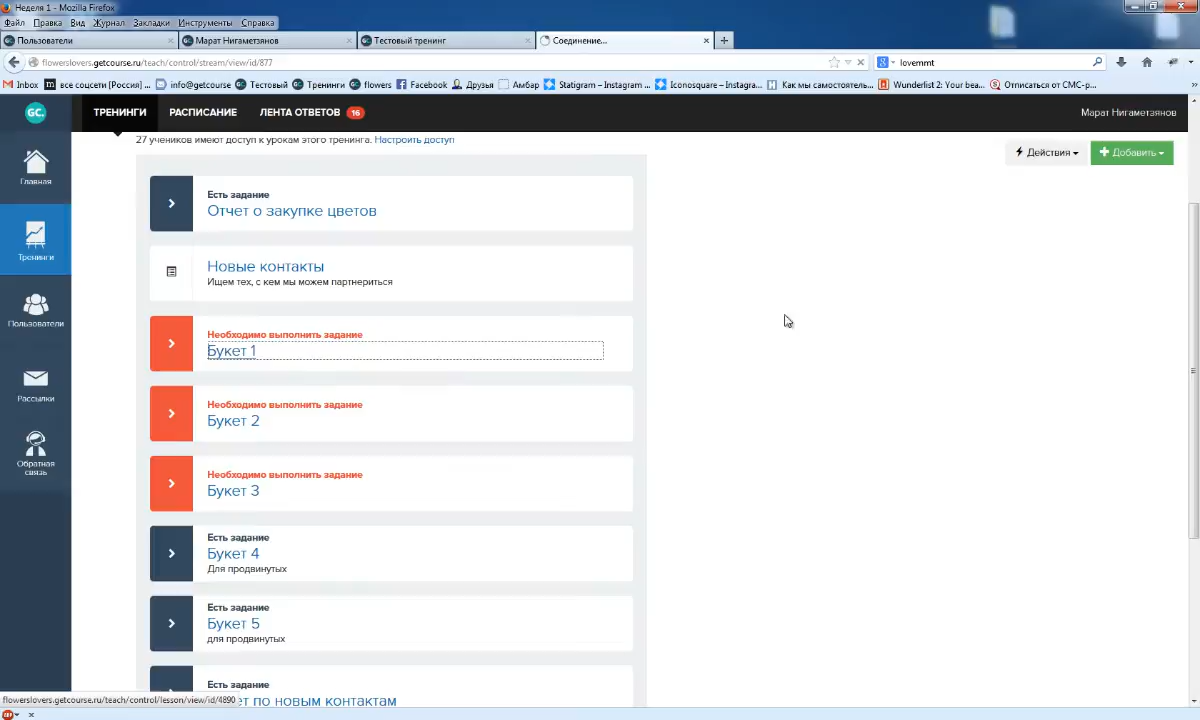 Неделя 1 - Mozilla Firefox
Файл Правка Вид Журнал Закладки Инструменты Справка
Пользователи
Марат Нигаметзянов
Тестовый тренинг
Соединение...
flowerslovers.getcourse.ru/teach/control/stream/view/id/877
lovemmt
Inbox
все соцсети [Россия] ...
info@getcourse
Тестовый
Тренинги
flowers
Facebook
Друзья
Амбар
Statigram – Instagram ...
Iconosquare – Instagra...
Как мы самостоятель...
Wunderlist 2: Your bea...
Отписаться от СМС-р...
GC.
ТРЕНИНГИ
РАСПИСАНИЕ
ЛЕНТА ОТВЕТОВ 16
Марат Нигаметзянов
27 учеников имеют доступ к урокам этого тренинга. Настроить доступ
Действия
Добавить
Главная
Тренинги
Пользователи
Рассылки
Обратная
связь
Есть задание
Отчет о закупке цветов
Новые контакты
Ищем тех, с кем мы можем партнериться
Необходимо выполнить задание
Букет 1
Необходимо выполнить задание
Букет 2
Необходимо выполнить задание
Букет 3
Есть задание
Букет 4
Для продвинутых
Есть задание
Букет 5
для продвинутых
Есть задание
ет по новым контактам
flowerslovers.getcourse.ru/teach/control/lesson/view/id/4890